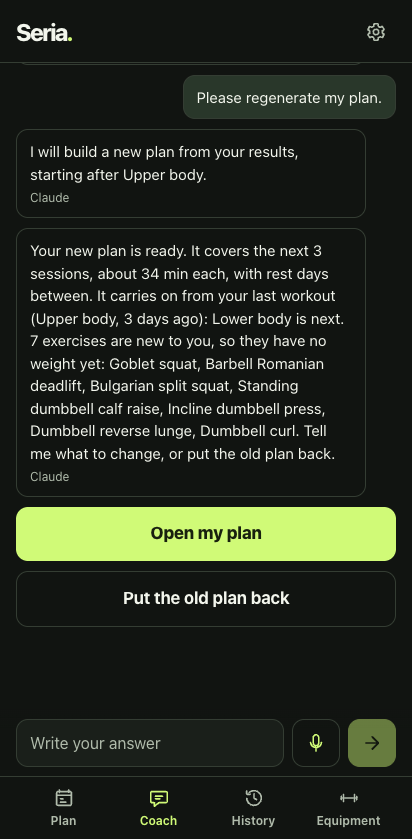 Seria.
Please regenerate my plan.
I will build a new plan from your results,
starting after Upper body.
Claude
Your new plan is ready. It covers the next 3
sessions, about 34 min each, with rest days
between. It carries on from your last workout
(Upper body, 3 days ago): Lower body is next.
7 exercises are new to you, so they have no
weight yet: Goblet squat, Barbell Romanian
deadlift, Bulgarian split squat, Standing
dumbbell calf raise, Incline dumbbell press,
Dumbbell reverse lunge, Dumbbell curl. Tell
me what to change, or put the old plan back.
Claude
Open my plan
Put the old plan back
Write your answer
Plan
Coach
History
Equipment